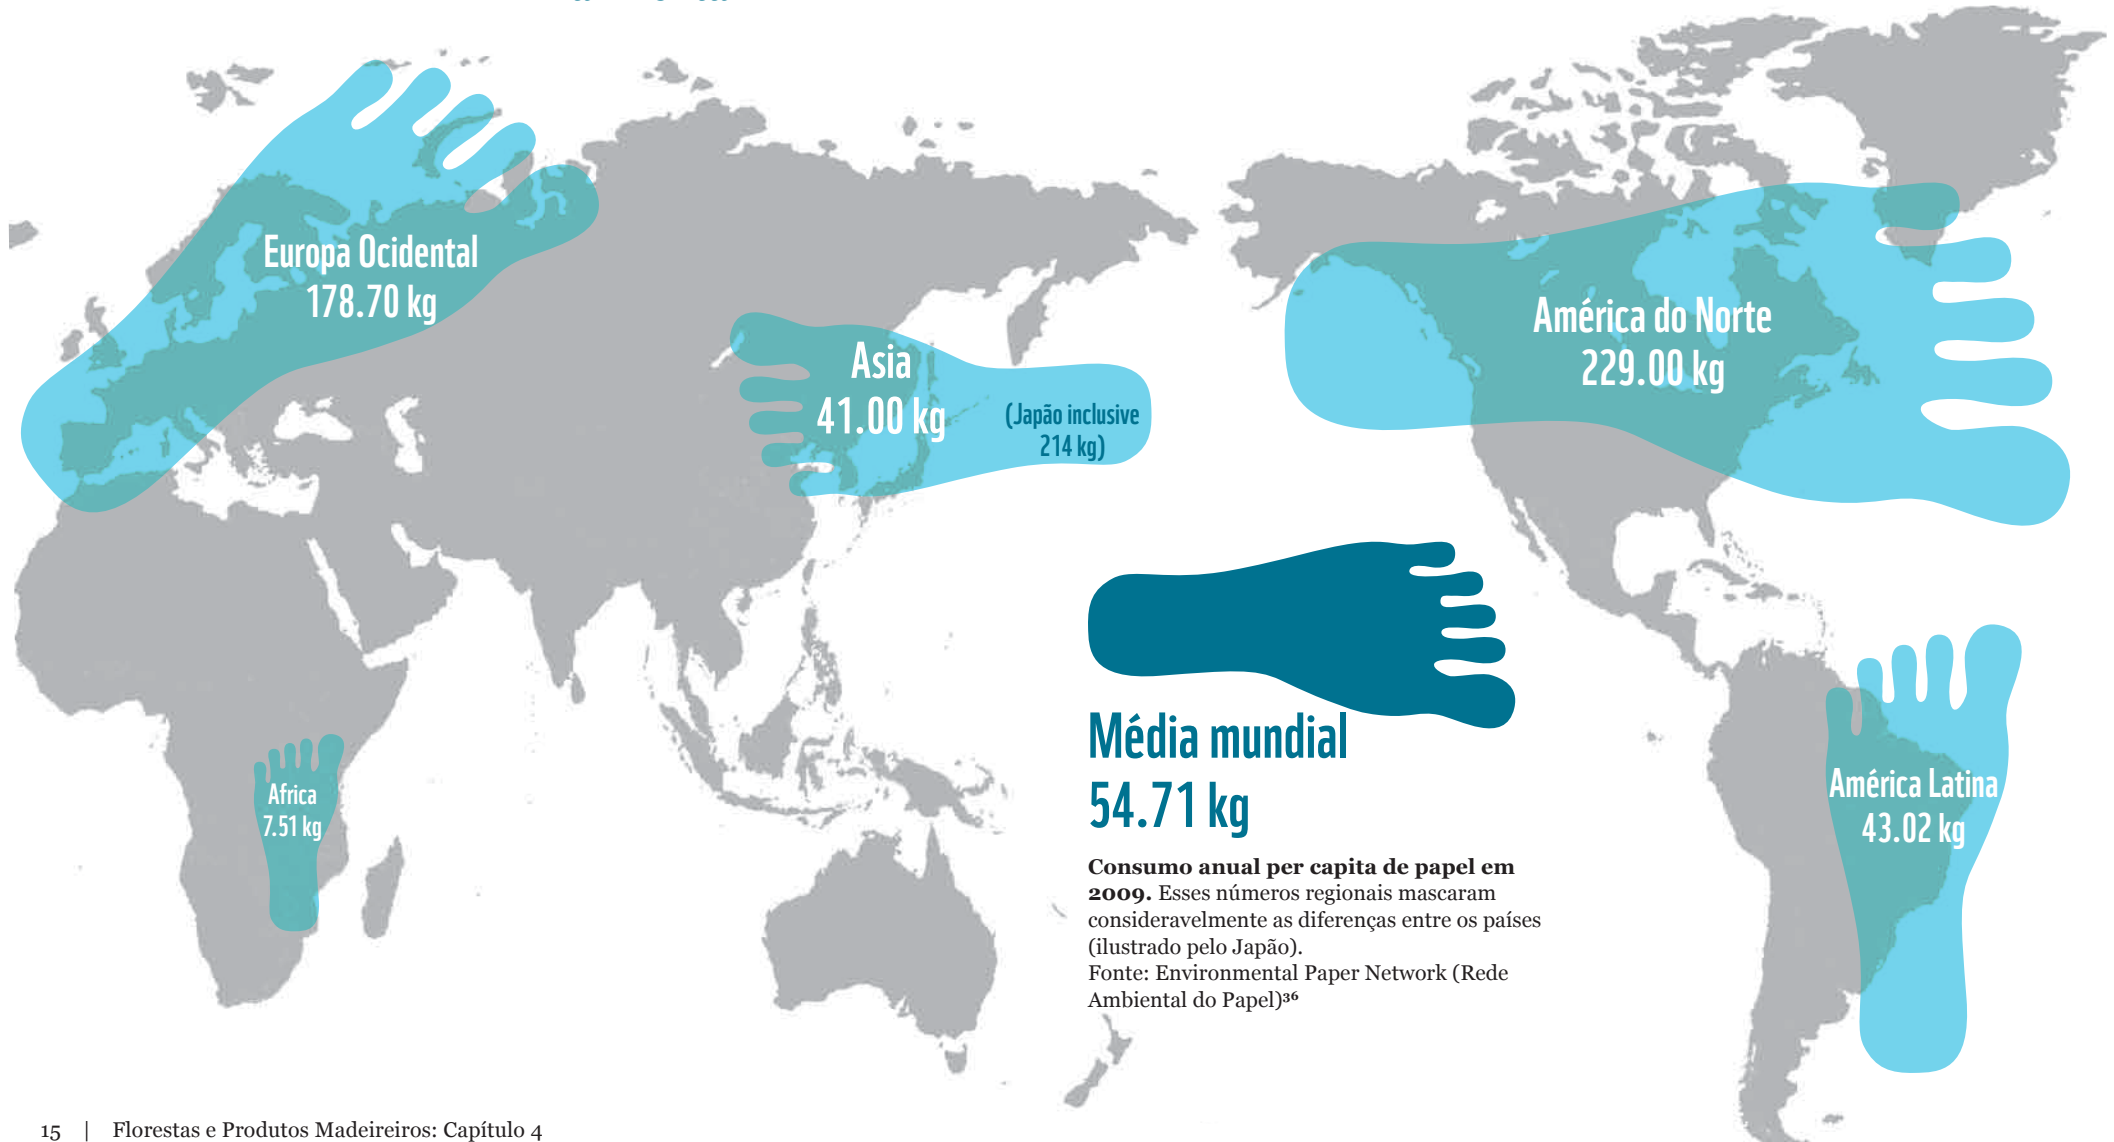 Europa Ocidental
178.70 kg
Asia
41.00 kg
(Japão inclusive
214 kg)
América do Norte
229.00 kg
Africa
7.51 kg
América Latina
43.02 kg
Média mundial
54.71 kg
Consumo anual per capita de papel em
2009. Esses números regionais mascaram
consideravelmente as diferenças entre os países
(ilustrado pelo Japão).
Fonte: Environmental Paper Network (Rede
Ambiental do Papel)³⁶
15 | Florestas e Produtos Madeireiros: Capítulo 4